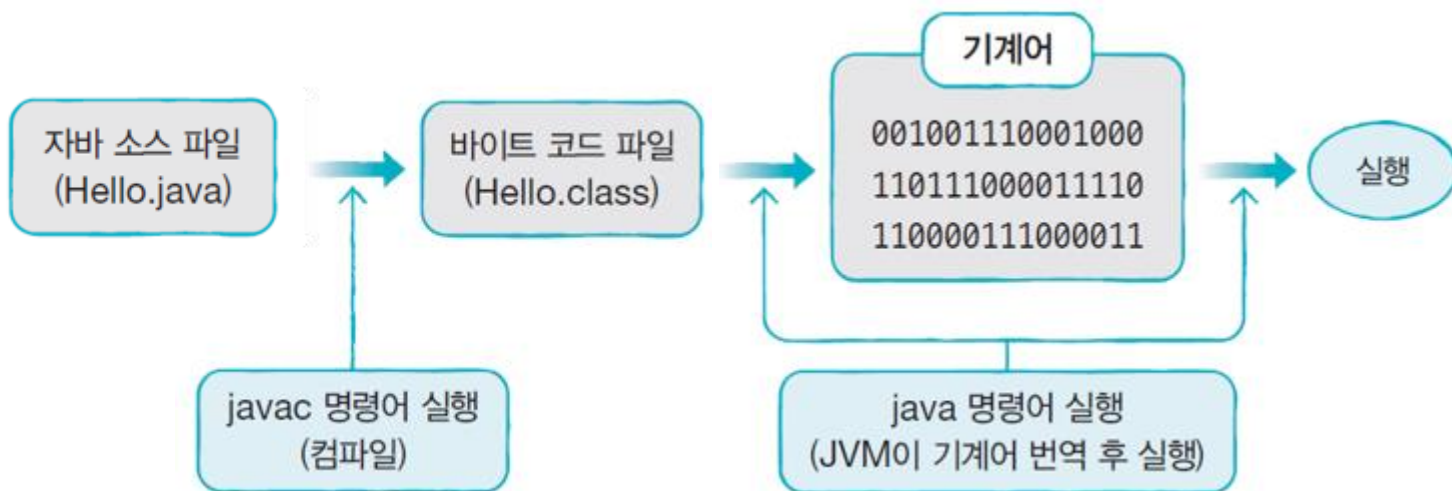 기계어
자바 소스 파일
(Hello.java)
바이트 코드 파일
(Hello.class)
001001110001000
110111000011110
110000111000011
실행
javac 명령어 실행
(컴파일)
java 명령어 실행
(JVM이 기계어 번역 후 실행)